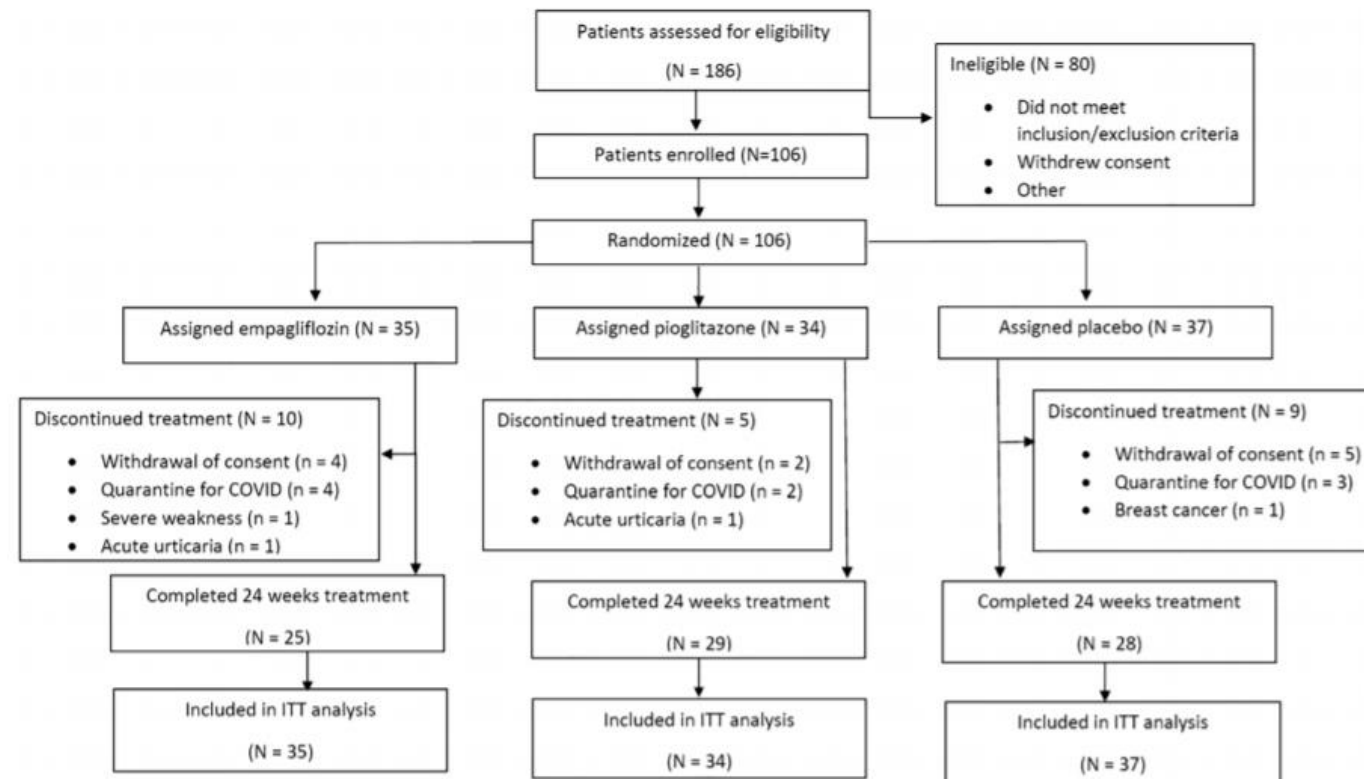 Patients assessed for eligibility
(N = 186)
Ineligible (N = 80)
• Did not meet
inclusion/exclusion criteria
• Withdrew consent
• Other
Patients enrolled (N=106)
Randomized (N = 106)
Assigned empagliflozin (N = 35)
Assigned pioglitazone (N = 34)
Assigned placebo (N = 37)
Discontinued treatment (N = 10)
• Withdrawal of consent (n = 4)
• Quarantine for COVID (n = 4)
• Severe weakness (n = 1)
• Acute urticaria (n = 1)
Discontinued treatment (N = 5)
• Withdrawal of consent (n = 2)
• Quarantine for COVID (n = 2)
• Acute urticaria (n = 1)
Discontinued treatment (N = 9)
• Withdrawal of consent (n = 5)
• Quarantine for COVID (n = 3)
• Breast cancer (n = 1)
Completed 24 weeks treatment
(N = 25)
Completed 24 weeks treatment
(N = 29)
Completed 24 weeks treatment
(N = 28)
Included in ITT analysis
(N = 35)
Included in ITT analysis
(N = 34)
Included in ITT analysis
(N = 37)